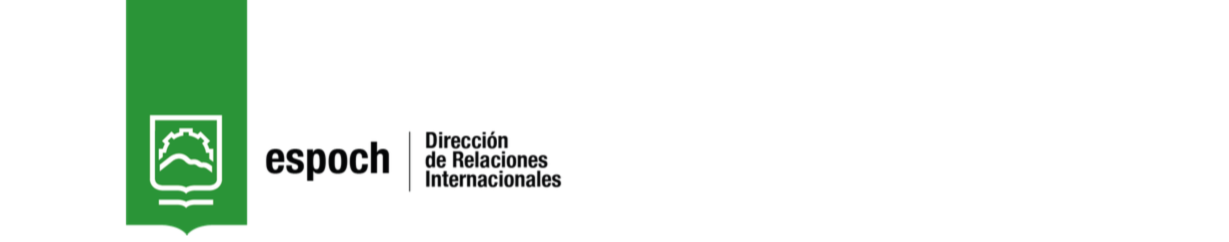 espoch
Dirección
de Relaciones
Internacionales